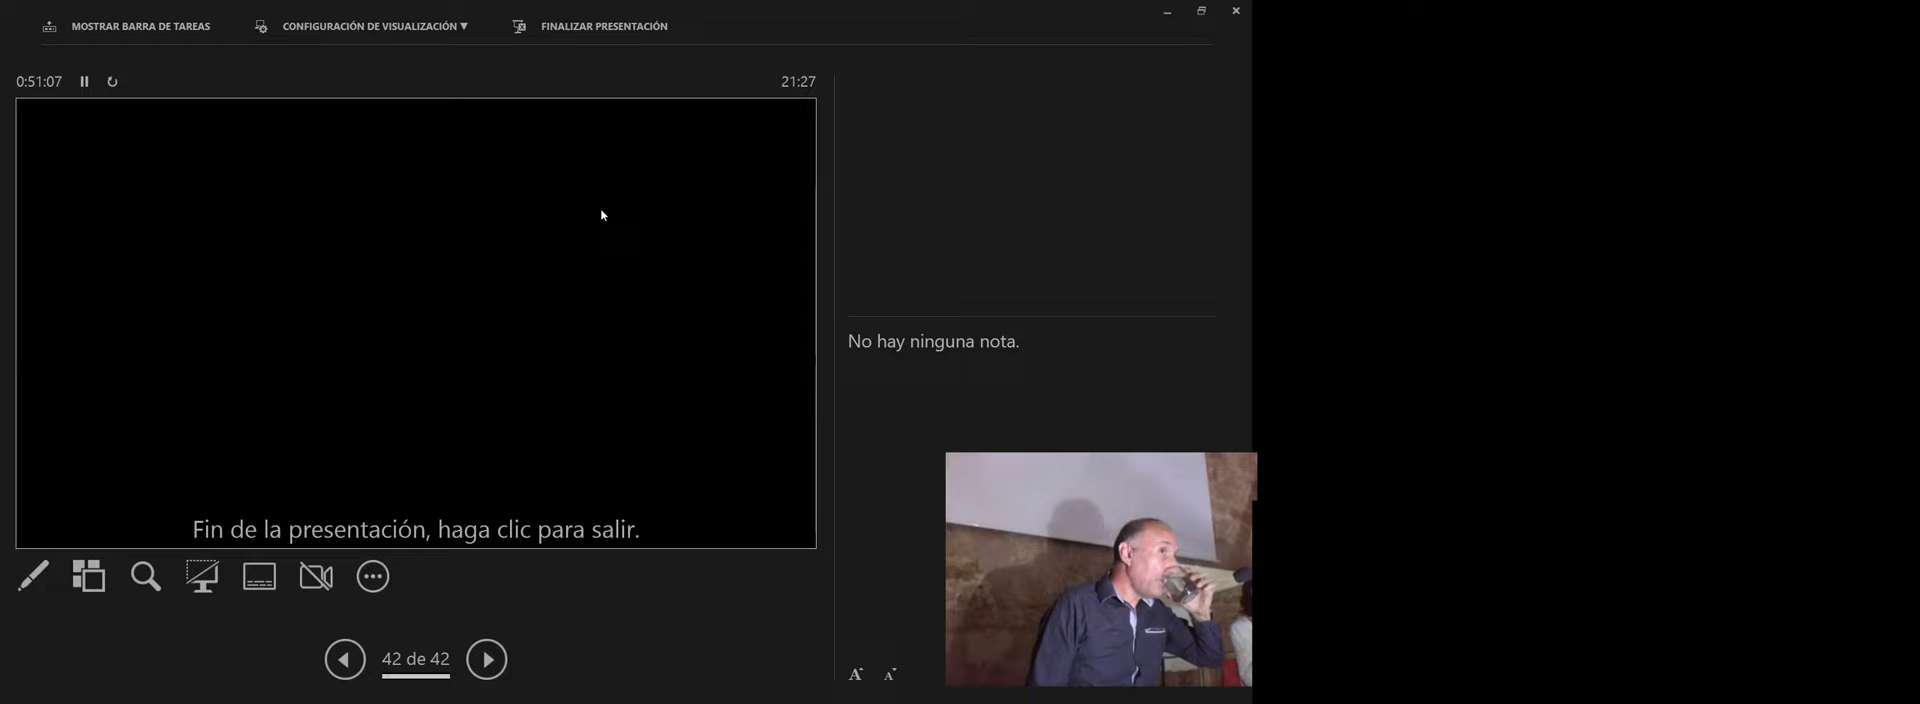 MOSTRAR BARRA DE TAREAS
CONFIGURACIÓN DE VISUALIZACIÓN ▼
FINALIZAR PRESENTACIÓN
0:51:07
21:27
Fin de la presentación, haga clic para salir.
No hay ninguna nota.
42 de 42
A A